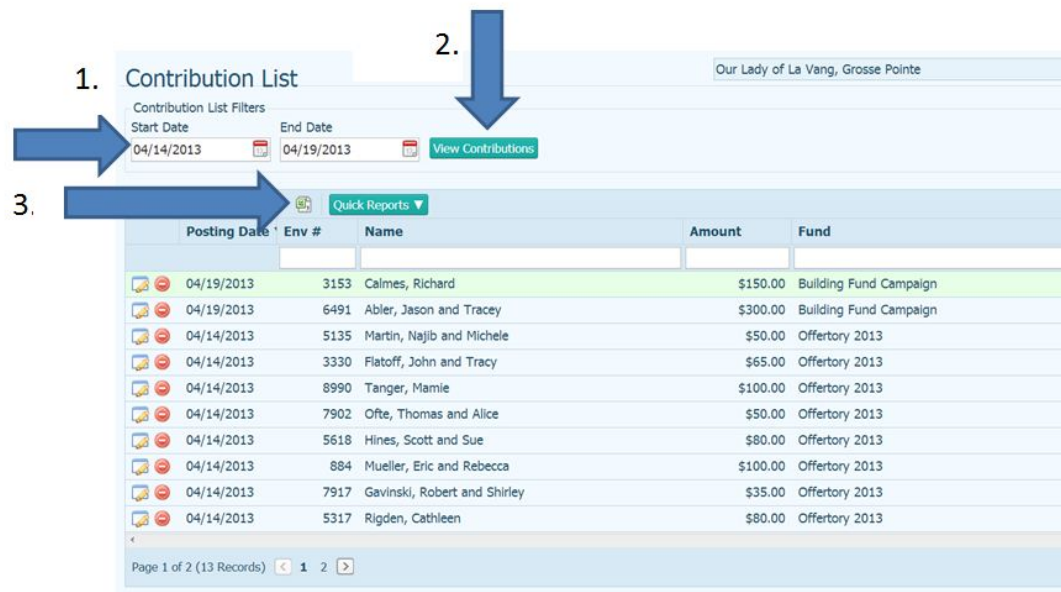 2.
1.
Contribution List
Our Lady of La Vang, Grosse Pointe
Contribution List Filters
Start Date End Date
04/14/2013 04/19/2013 View Contributions
3.
Quick Reports ▼
Posting Date Env # Name Amount Fund
04/19/2013 3153 Calmes, Richard $150.00 Building Fund Campaign
04/19/2013 6491 Abler, Jason and Tracey $300.00 Building Fund Campaign
04/14/2013 5135 Martin, Najib and Michele $50.00 Offertory 2013
04/14/2013 3330 Flatoff, John and Tracy $65.00 Offertory 2013
04/14/2013 8990 Tanger, Mamie $100.00 Offertory 2013
04/14/2013 7902 Ofte, Thomas and Alice $50.00 Offertory 2013
04/14/2013 5618 Hines, Scott and Sue $80.00 Offertory 2013
04/14/2013 884 Mueller, Eric and Rebecca $100.00 Offertory 2013
04/14/2013 7917 Gavinski, Robert and Shirley $35.00 Offertory 2013
04/14/2013 5317 Rigden, Cathleen $80.00 Offertory 2013
Page 1 of 2 (13 Records) < 1 2 >